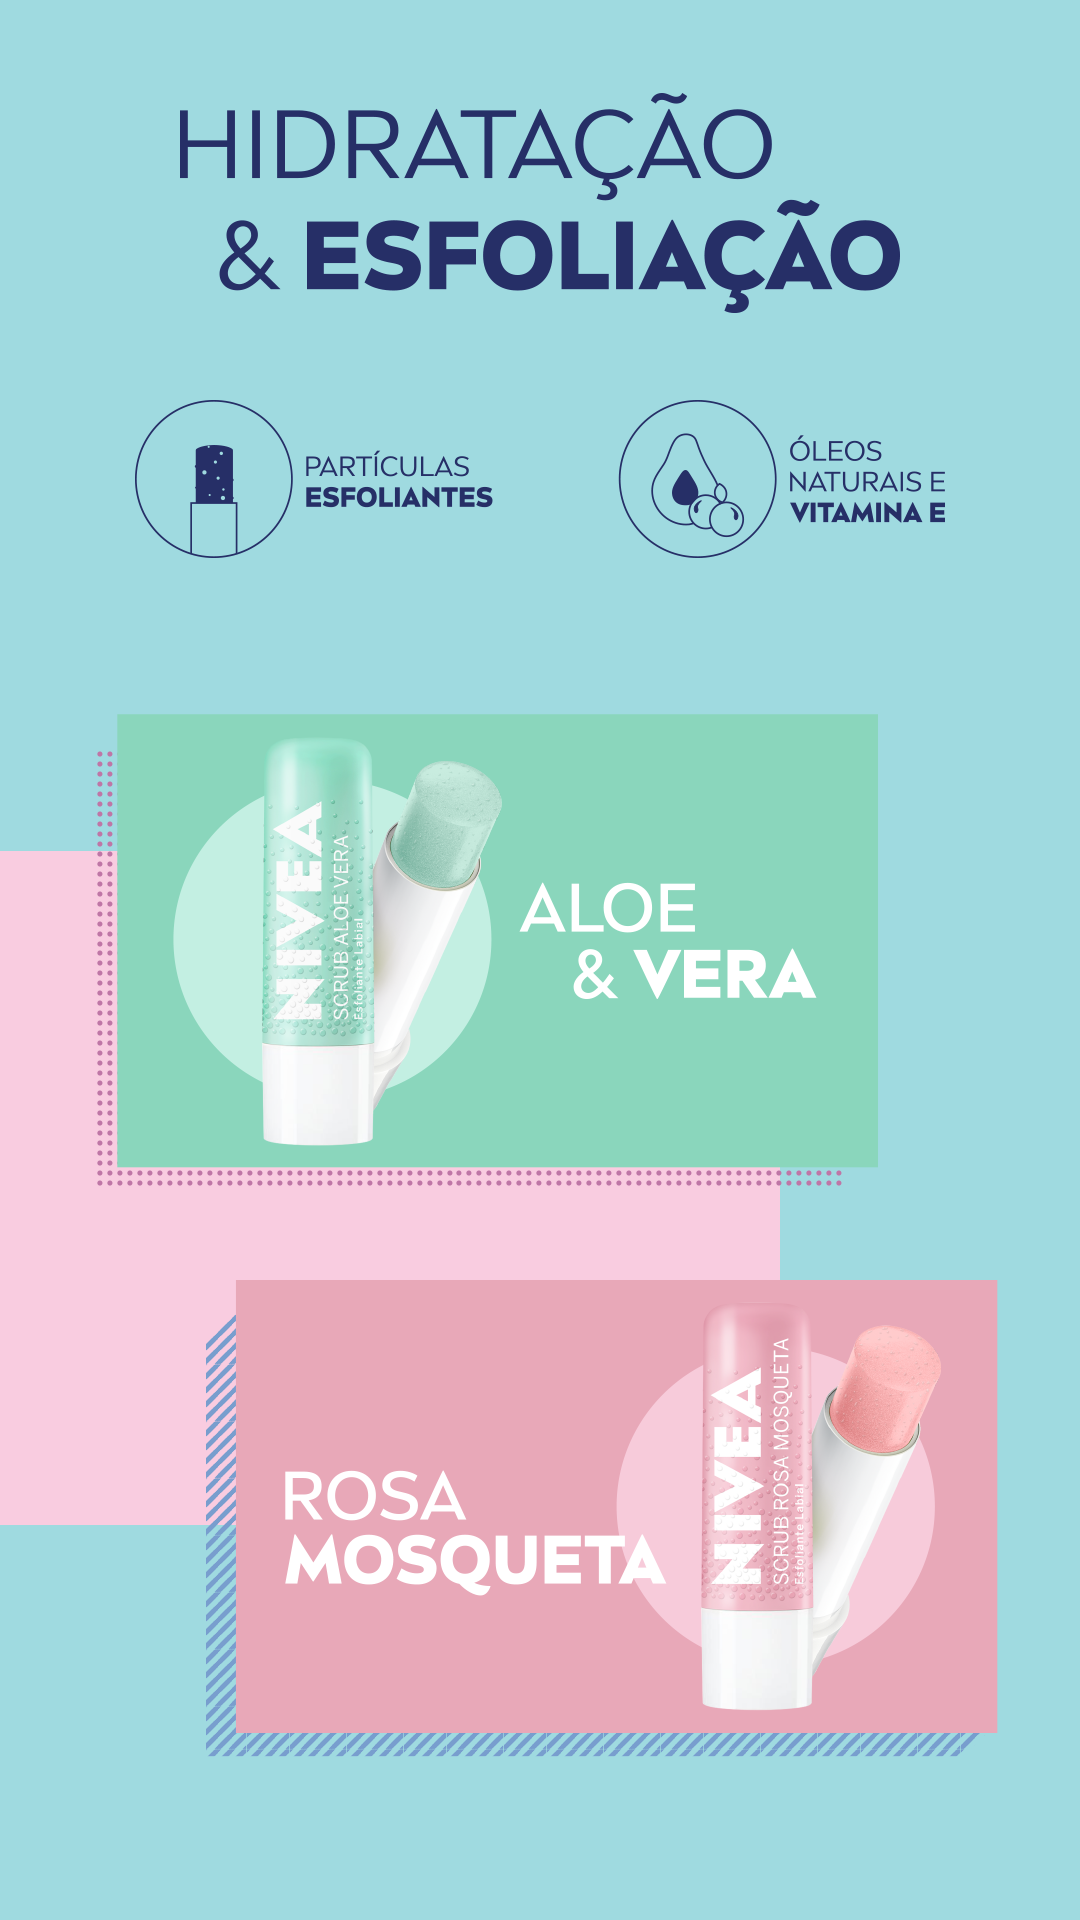 HIDRATAÇÃO
& ESFOLIAÇÃO
PARTÍCULAS
ESFOLIANTES
ÓLEOS
NATURAIS E
VITAMINA E
NIVEA
SCRUB ALOE VERA
Esfoliante Labial
ALOE
& VERA
ROSA
MOSQUETA
NIVEA
SCRUB ROSA MOSQUETA
Esfoliante Labial